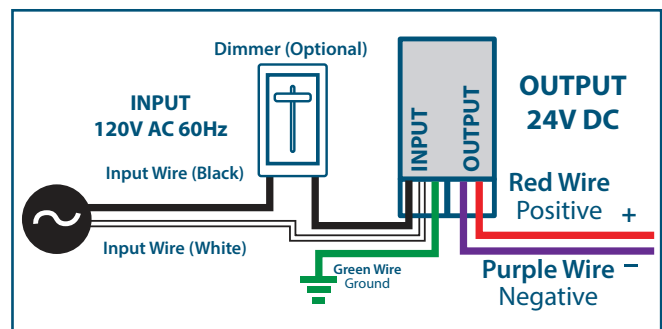 Dimmer (Optional)
INPUT
120V AC 60Hz
Input Wire (Black)
Input Wire (White)
INPUT
OUTPUT
OUTPUT
24V DC
Red Wire
Positive +
Purple Wire –
Negative
Green Wire
Ground